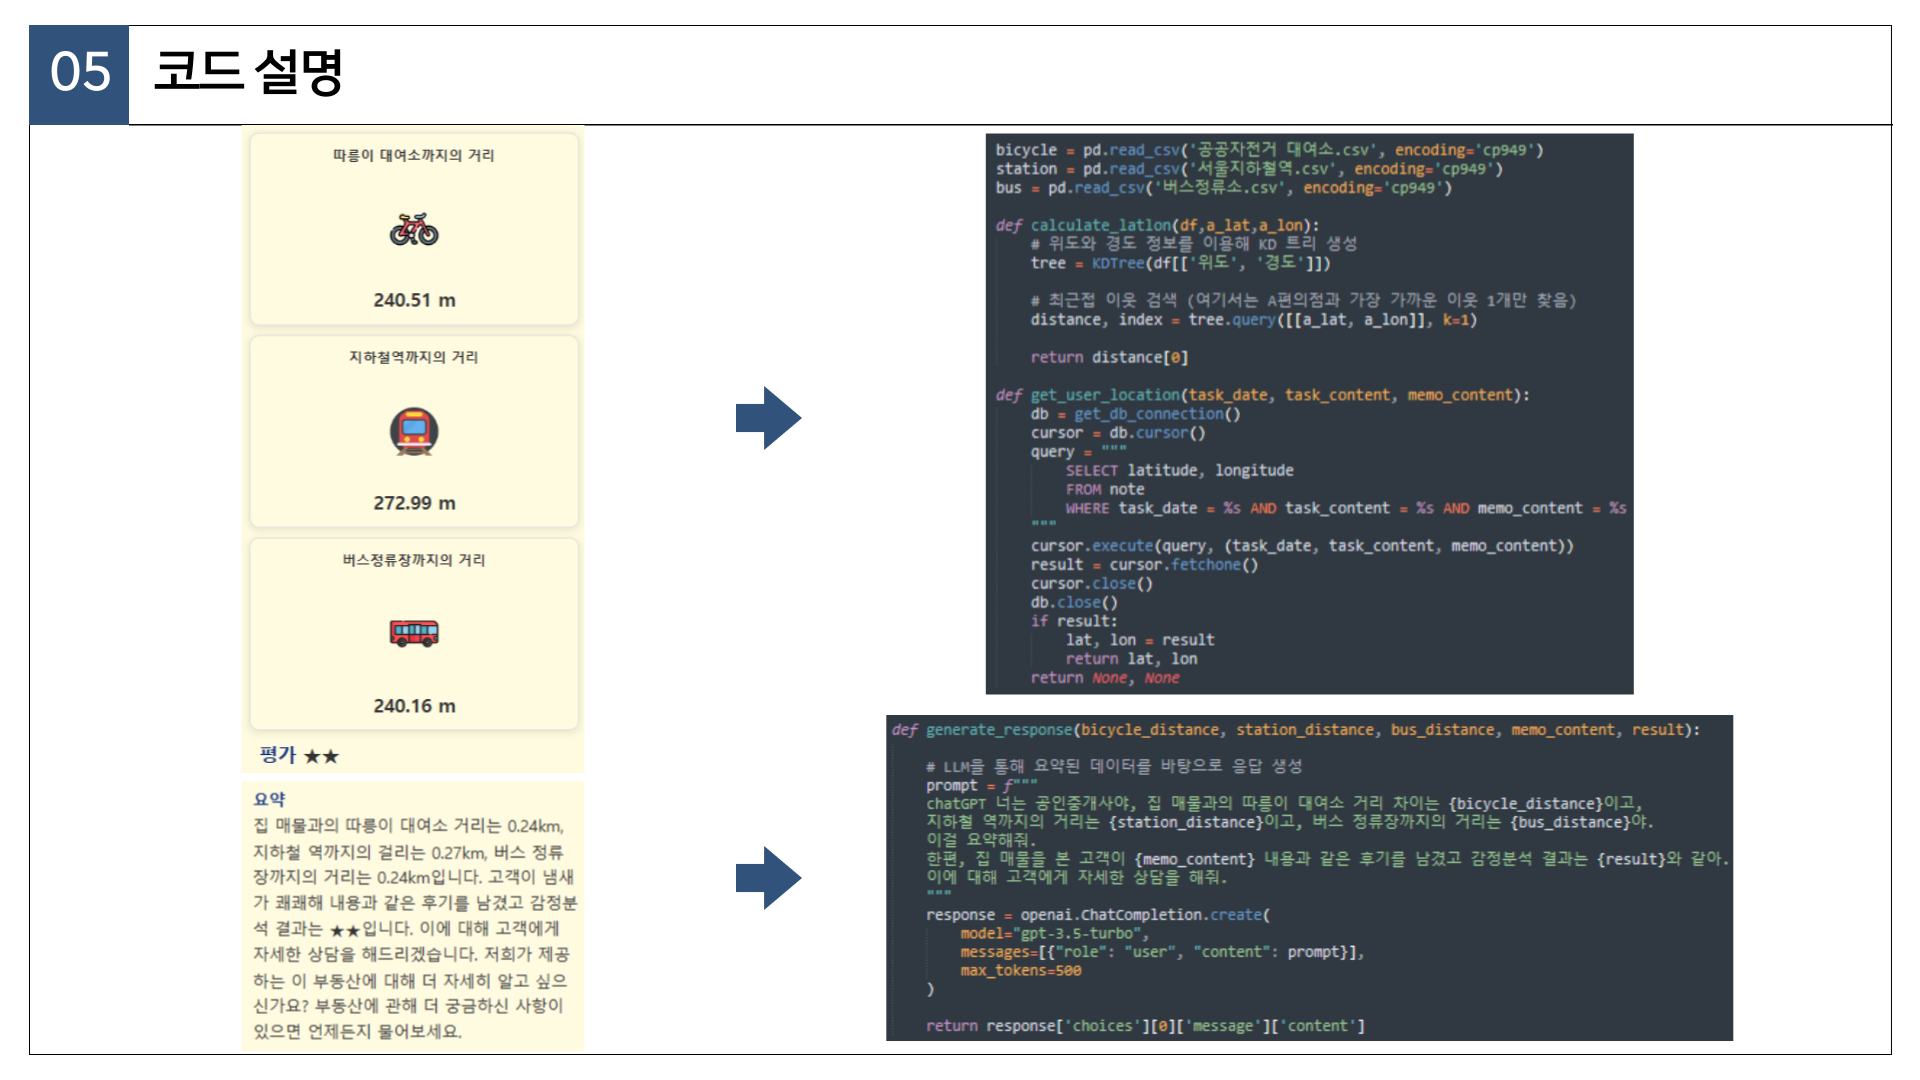 05 코드 설명
따릉이 대여소까지의 거리
240.51 m
지하철역까지의 거리
272.99 m
버스정류장까지의 거리
240.16 m
평가 ★★
요약
집 매물과의 따릉이 대여소 거리는 0.24km,
지하철 역까지의 걸리는 0.27km, 버스 정류
장까지의 거리는 0.24km입니다. 고객이 냄새
가 쾌쾌해 내용과 같은 후기를 남겼고 감정분
석 결과는 ★★입니다. 이에 대해 고객에게
자세한 상담을 해드리겠습니다. 저희가 제공
하는 이 부동산에 대해 더 자세히 알고 싶으
신가요? 부동산에 관해 더 궁금하신 사항이
있으면 언제든지 물어보세요.
bicycle = pd.read_csv('공공자전거 대여소.csv', encoding='cp949')
station = pd.read_csv('서울지하철역.csv', encoding='cp949')
bus = pd.read_csv('버스정류소.csv', encoding='cp949')
def calculate_latlon(df,a_lat,a_lon):
# 위도와 경도 정보를 이용해 KD 트리 생성
tree = KDTree(df[['위도', '경도']])
# 최근접 이웃 검색 (여기서는 A편의점과 가장 가까운 이웃 1개만 찾음)
distance, index = tree.query([[a_lat, a_lon]], k=1)
return distance[0]
def get_user_location(task_date, task_content, memo_content):
db = get_db_connection()
cursor = db.cursor()
query = """
SELECT latitude, longitude
FROM note
WHERE task_date = %s AND task_content = %s AND memo_content = %s
"""
cursor.execute(query, (task_date, task_content, memo_content))
result = cursor.fetchone()
cursor.close()
db.close()
if result:
lat, lon = result
return lat, lon
return None, None
def generate_response(bicycle_distance, station_distance, bus_distance, memo_content, result):
# LLM을 통해 요약된 데이터를 바탕으로 응답 생성
prompt = f"""
chatGPT 너는 공인중개사야, 집 매물과의 따릉이 대여소 거리 차이는 {bicycle_distance}이고,
지하철 역까지의 거리는 {station_distance}이고, 버스 정류장까지의 거리는 {bus_distance}야.
이걸 요약해줘.
한편, 집 매물을 본 고객이 {memo_content} 내용과 같은 후기를 남겼고 감정분석 결과는 {result}와 같아.
이에 대해 고객에게 자세한 상담을 해줘.
"""
response = openai.ChatCompletion.create(
model="gpt-3.5-turbo",
messages=[{"role": "user", "content": prompt}],
max_tokens=500
)
return response['choices'][0]['message']['content']